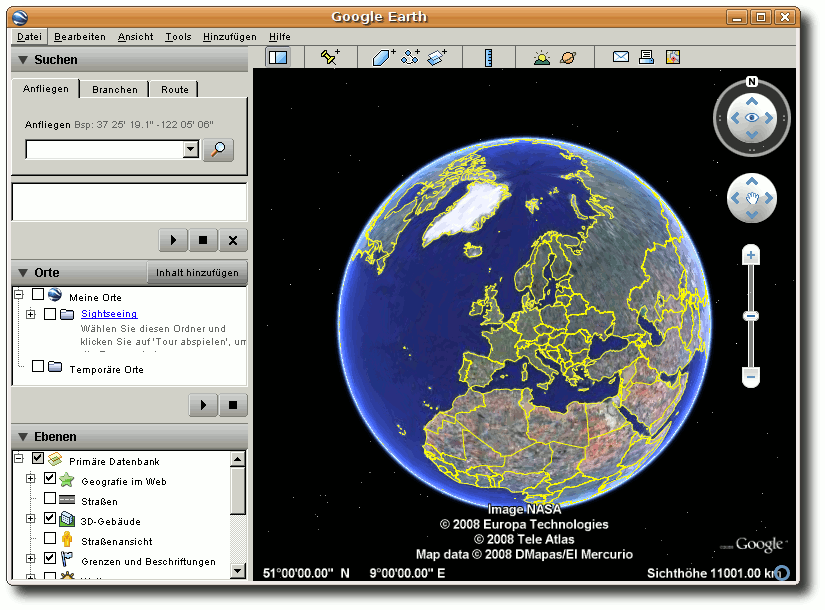 Google Earth
Datei Bearbeiten Ansicht Tools Hinzufügen Hilfe
Suchen
Anfliegen Branchen Route
Anfliegen Bsp: 37 25' 19.1" -122 05' 06"
Orte
Inhalt hinzufügen
Meine Orte
Sightseeing
Wählen Sie diesen Ordner und
klicken Sie auf 'Tour abspielen', um
Temporäre Orte
Ebenen
Primäre Datenbank
Geografie im Web
Straßen
3D-Gebäude
Straßenansicht
Grenzen und Beschriftungen
N
Image NASA
© 2008 Europa Technologies
© 2008 Tele Atlas
Map data © 2008 DMapas/El Mercurio
Google
51°00'00.00" N 9°00'00.00" E
Sichthöhe 11001.00 km